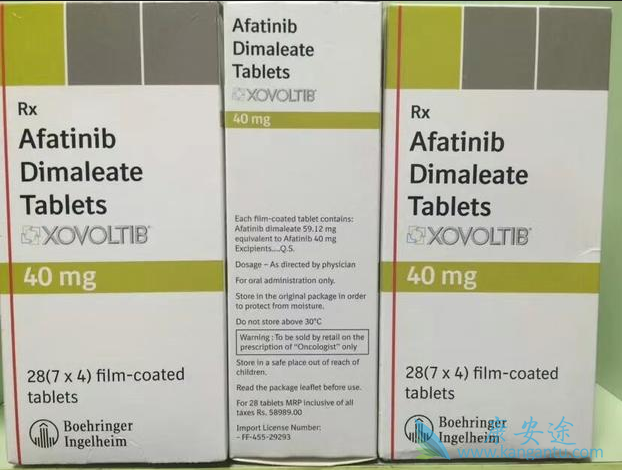 Rx
Afatinib
Dimaleate
Tablets
XOVOLTIB®
40 mg
28(7 x 4) film-coated
tablets
Boehringer
Ingelheim
Afatinib
Dimaleate
Tablets
XOVOLTIB®
40 mg
Each film-coated tablet contains:
Afatinib dimaleate 59.12 mg
equivalent to Afatinib 40 mg
Excipients....Q.S.
Dosage – As directed by physician
For oral administration only.
Store in the original package in order
to protect from moisture.
Do not store above 30°C
Warning : To be sold by retail on the
prescription of "Oncologist" only
Store in a safe place out of reach of
children.
Read the package leaflet before use.
For 28 tablets MRP inclusive of all
taxes Rs. 58989.00
Import License Number:
- FF-455-29293
Rx
Afatinib
Dimaleate
Tablets
XOVOLTIB®
40 mg
28(7 x 4) film-coated
tablets
Boehringer
Ingelheim
康安途
www.kangantu.com